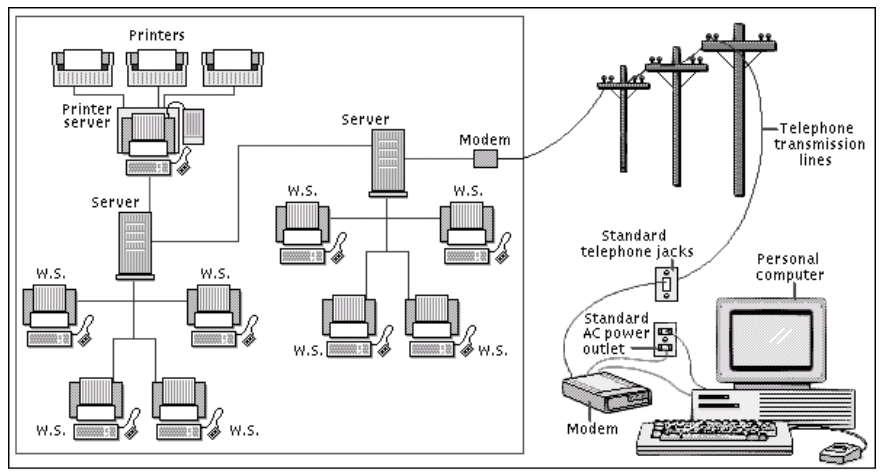 Printers
Printer
server
Server
Modem
Server
W.S.
W.S.
W.S.
W.S.
W.S.
W.S.
W.S.
W.S.
Telephone
transmission
lines
Standard
telephone jacks
Personal
computer
Standard
AC power
outlet
Modem